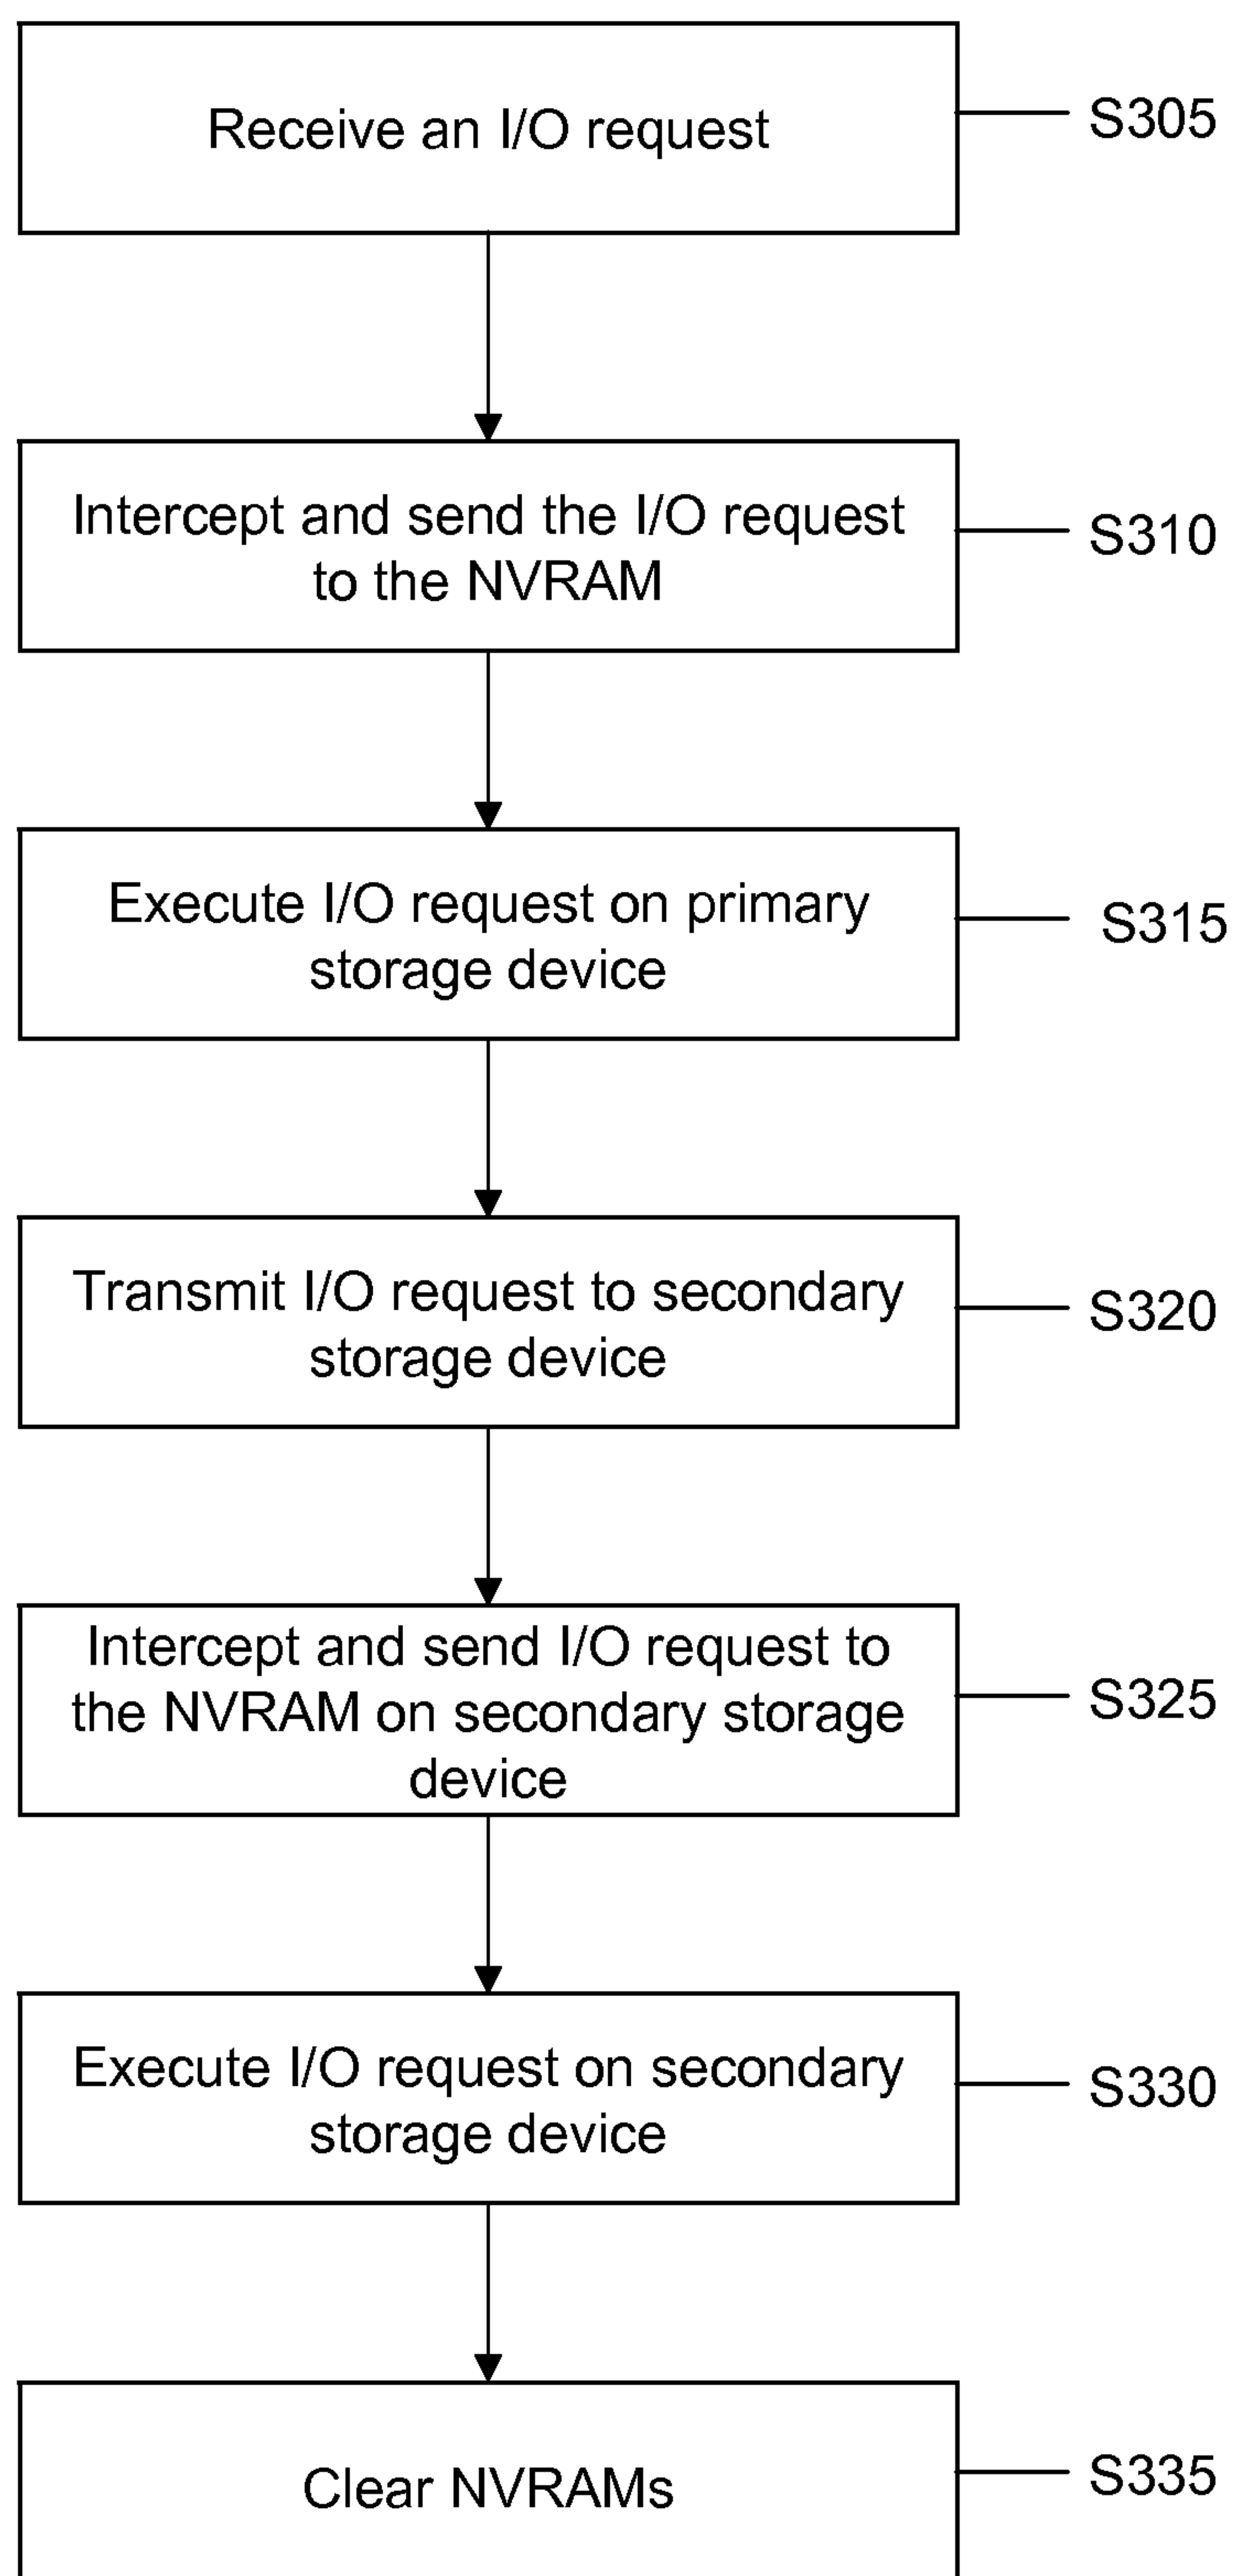 Receive an I/O request
S305
Intercept and send the I/O request
to the NVRAM
S310
Execute I/O request on primary
storage device
S315
Transmit I/O request to secondary
storage device
S320
Intercept and send I/O request to
the NVRAM on secondary storage
device
S325
Execute I/O request on secondary
storage device
S330
Clear NVRAMs
S335